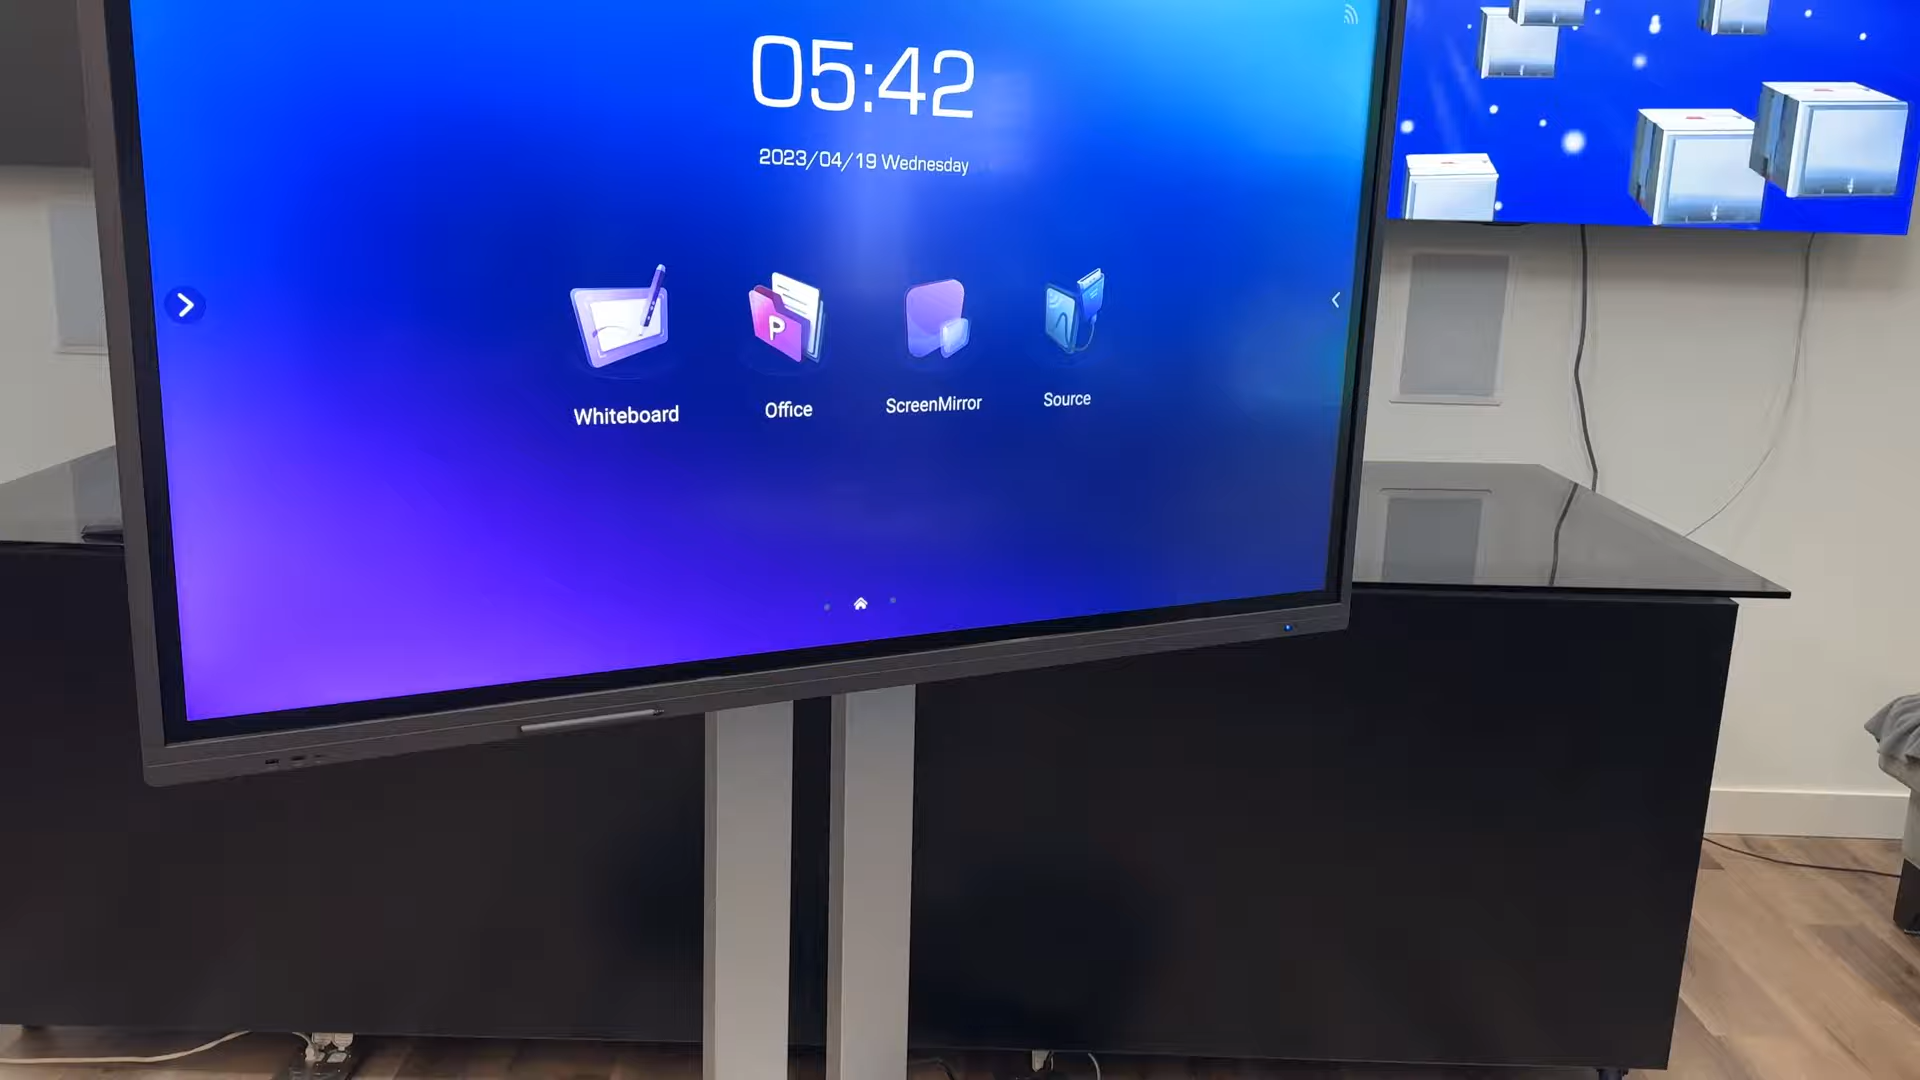 05:42
2023/04/19 Wednesday
P
Whiteboard
Office
ScreenMirror
Source